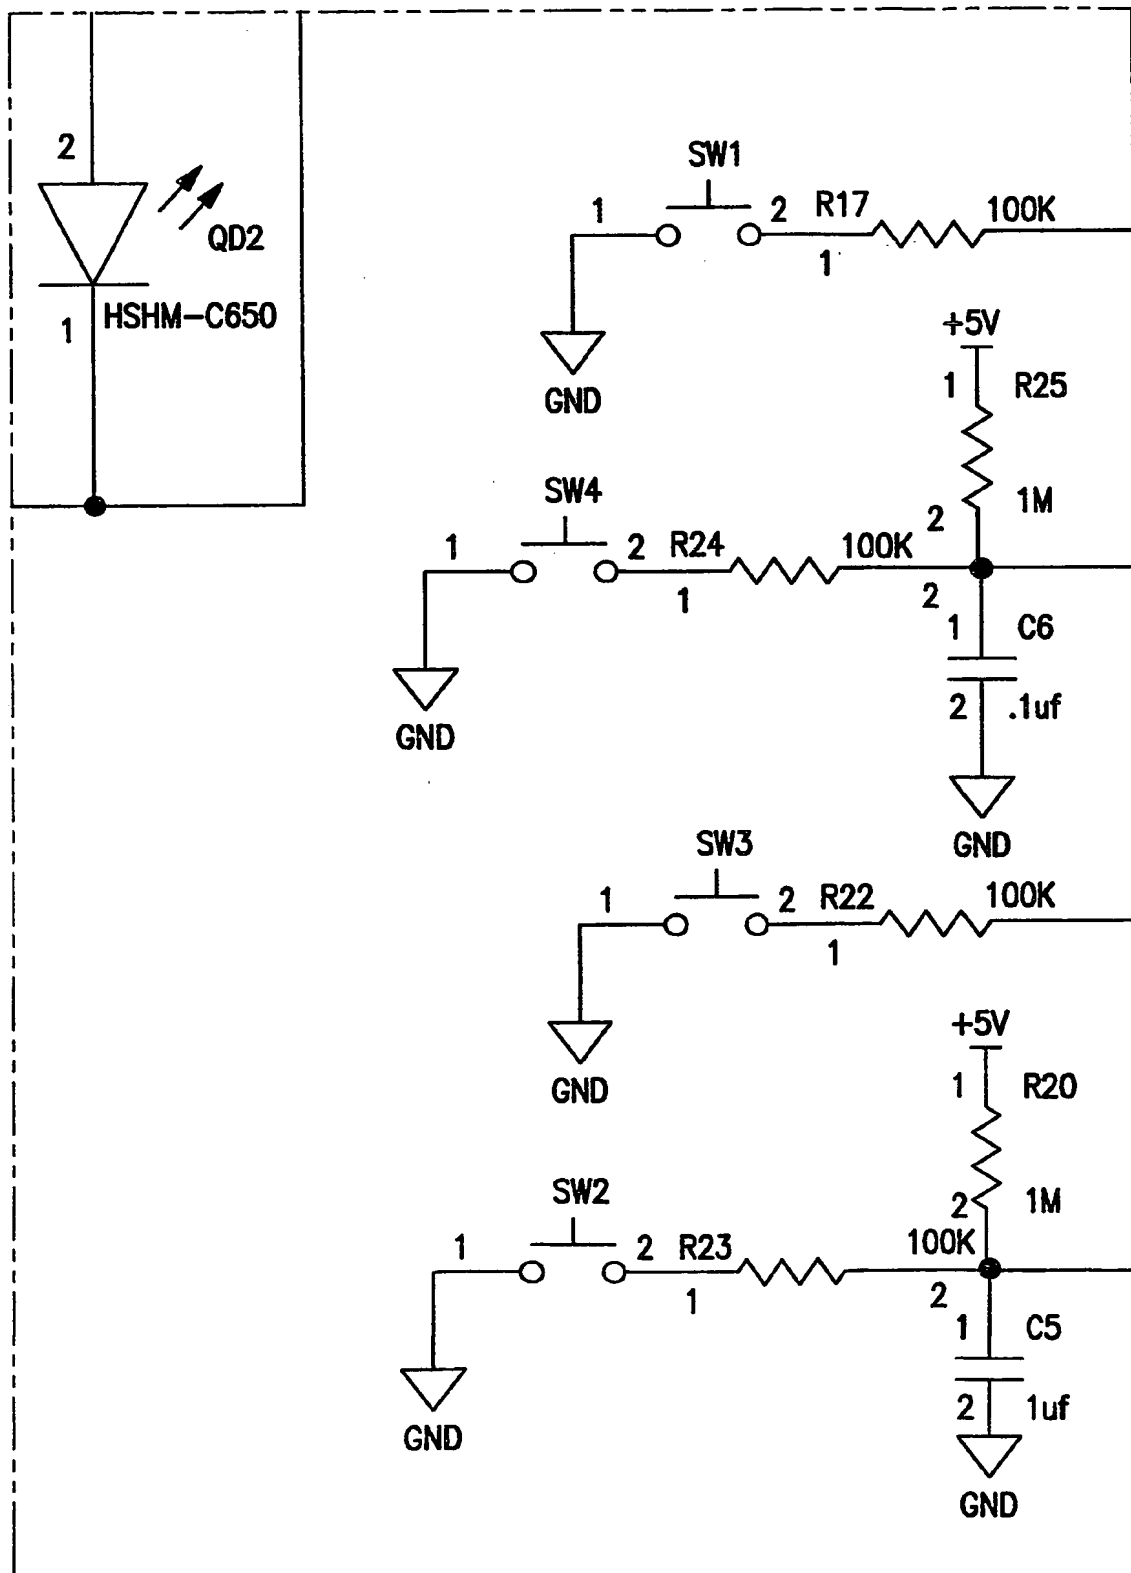 2
QD2
HSHM-C650
1
SW1
1
2 R17 100K
1
GND
+5V
1 R25
1M
2
SW4
1
2 R24 100K
1
2
1 C6
2 .1uf
GND
GND
SW3
1
2 R22 100K
1
GND
+5V
1 R20
2 1M
SW2
1
2 R23 100K
1
2
1 C5
2 1uf
GND
GND